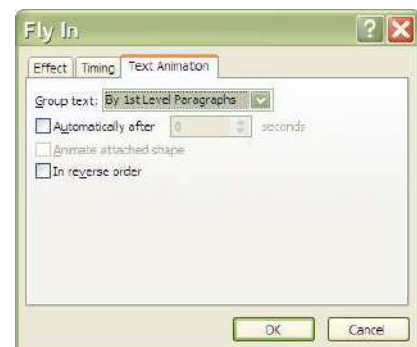 Fly In
Effect Timing Text Animation
Group text: By 1st Level Paragraphs
Automatically after 0 seconds
Animate attached shape
In reverse order
OK Cancel